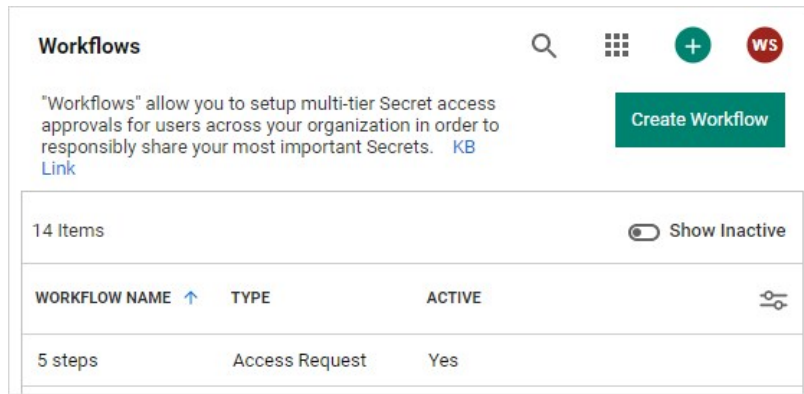 Workflows
WS
"Workflows" allow you to setup multi-tier Secret access
approvals for users across your organization in order to
responsibly share your most important Secrets. KB
Link
Create Workflow
14 Items
Show Inactive
WORKFLOW NAME TYPE ACTIVE
5 steps Access Request Yes